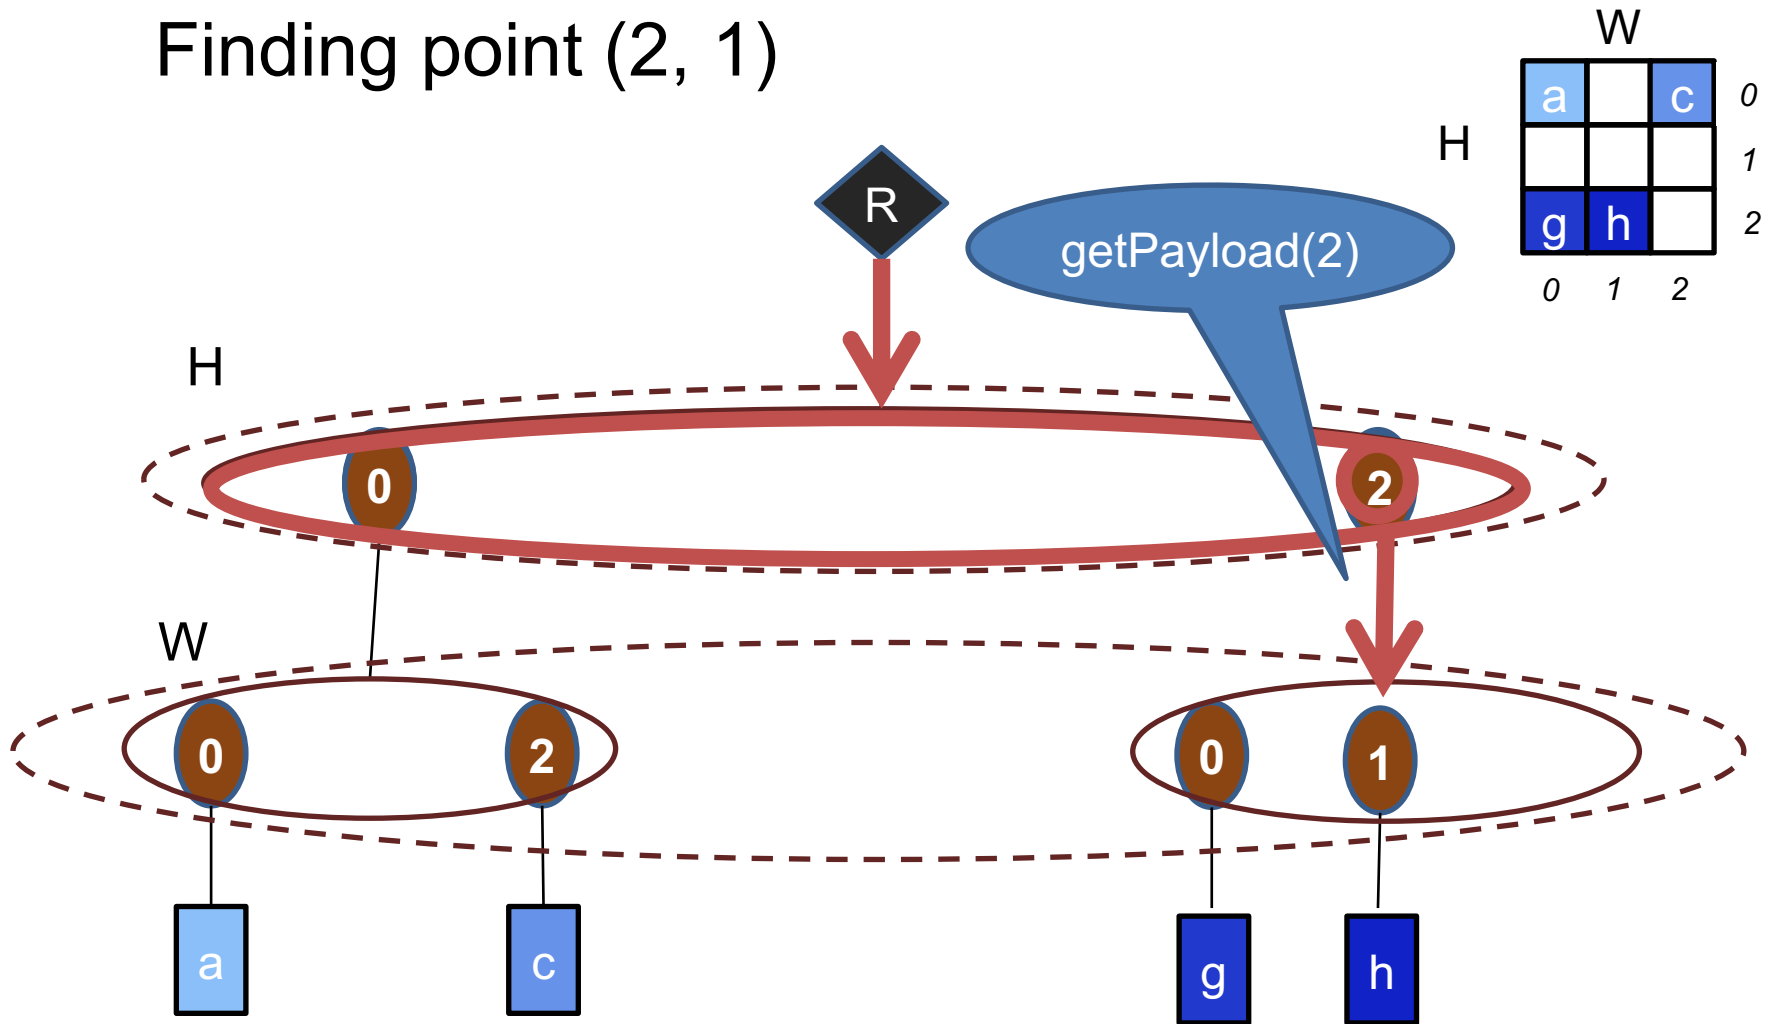 Finding point (2, 1)
W
a c 0
H 1
g h 2
0 1 2
R
getPayload(2)
H
0 2
W
0 2 0 1
a c g h